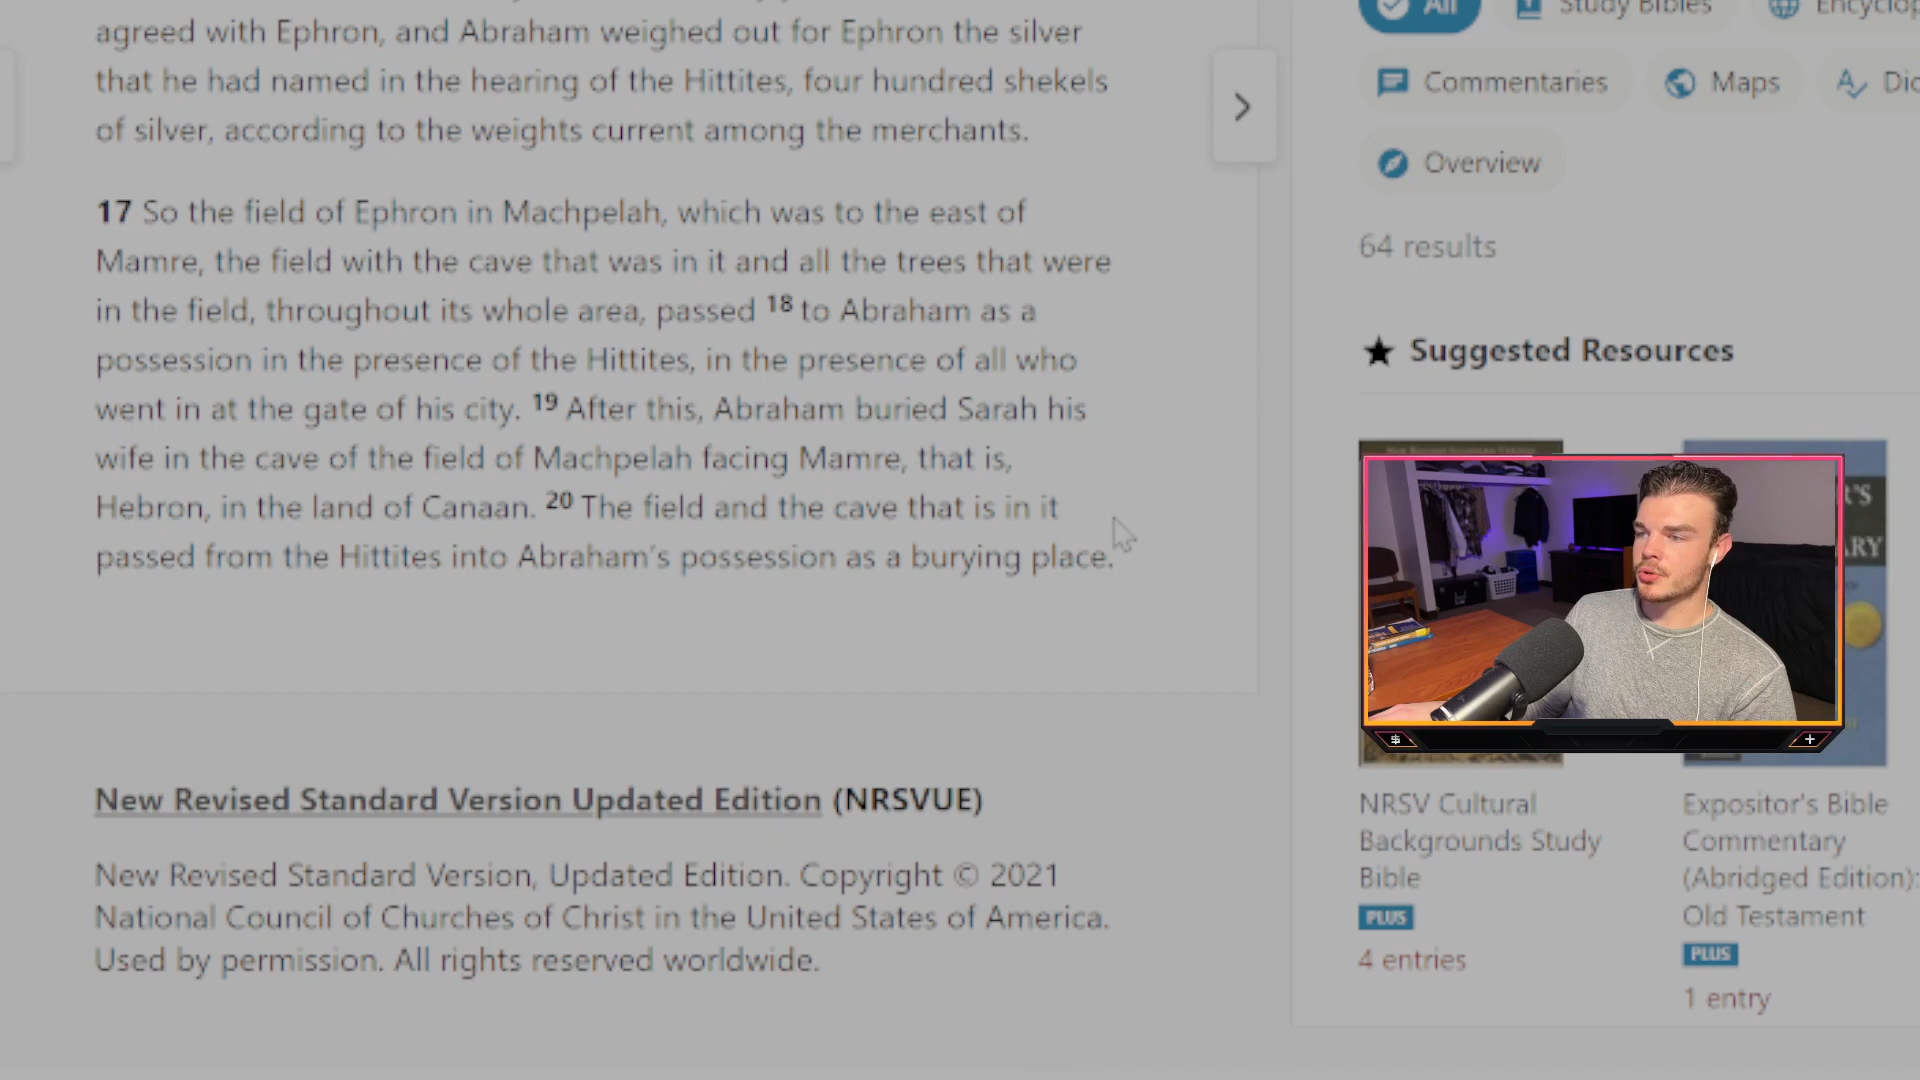 agreed with Ephron, and Abraham weighed out for Ephron the silver
that he had named in the hearing of the Hittites, four hundred shekels
of silver, according to the weights current among the merchants.
17 So the field of Ephron in Machpelah, which was to the east of
Mamre, the field with the cave that was in it and all the trees that were
in the field, throughout its whole area, passed 18 to Abraham as a
possession in the presence of the Hittites, in the presence of all who
went in at the gate of his city. 19 After this, Abraham buried Sarah his
wife in the cave of the field of Machpelah facing Mamre, that is,
Hebron, in the land of Canaan. 20 The field and the cave that is in it
passed from the Hittites into Abraham's possession as a burying place.
New Revised Standard Version Updated Edition (NRSVUE)
New Revised Standard Version, Updated Edition. Copyright © 2021
National Council of Churches of Christ in the United States of America.
Used by permission. All rights reserved worldwide.
All Study Bibles Encyclop
Commentaries Maps Dic
Overview
64 results
★ Suggested Resources
R'S
ARY
$ +
NRSV Cultural
Backgrounds Study
Bible
PLUS
4 entries
Expositor's Bible
Commentary
(Abridged Edition):
Old Testament
PLUS
1 entry